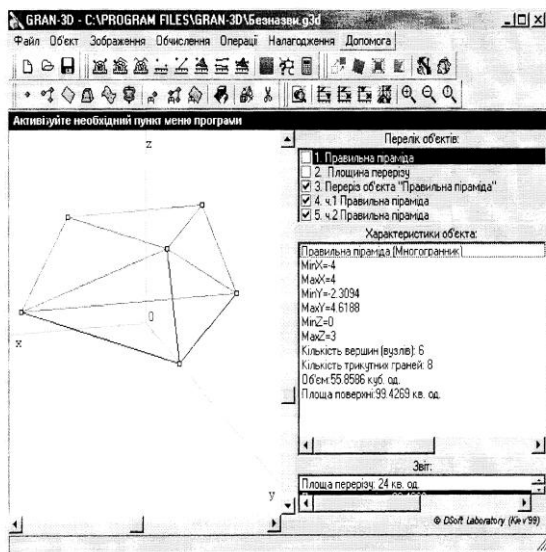 GRAN-3D - C:\PROGRAM FILES\GRAN-3D\Безназви.g3d
Файл Об'єкт Зображення Обчислення Операції Налагодження Допомога
Активізуйте необхідний пункт меню програми
Перелік об'єктів:
1. Правильна піраміда
2. Площина перерізу
3. Переріз об'єкта "Правильна піраміда"
4. ч.1 Правильна піраміда
5. ч.2 Правильна піраміда
Характеристики об'єкта:
Правильна піраміда (Многогранник)
MinX=-4
MaxX=4
MinY=-2.3094
MaxY=4.6188
MinZ=0
MaxZ=3
Кількість вершин (вузлів): 6
Кількість трикутних граней: 8
Об'єм:55.8586 куб. од.
Площа поверхні:99.4269 кв. од.
Звіт:
Площа перерізу: 24 кв. од.
z
0
x
y
© DSoft Laboratory (Kiev'99)